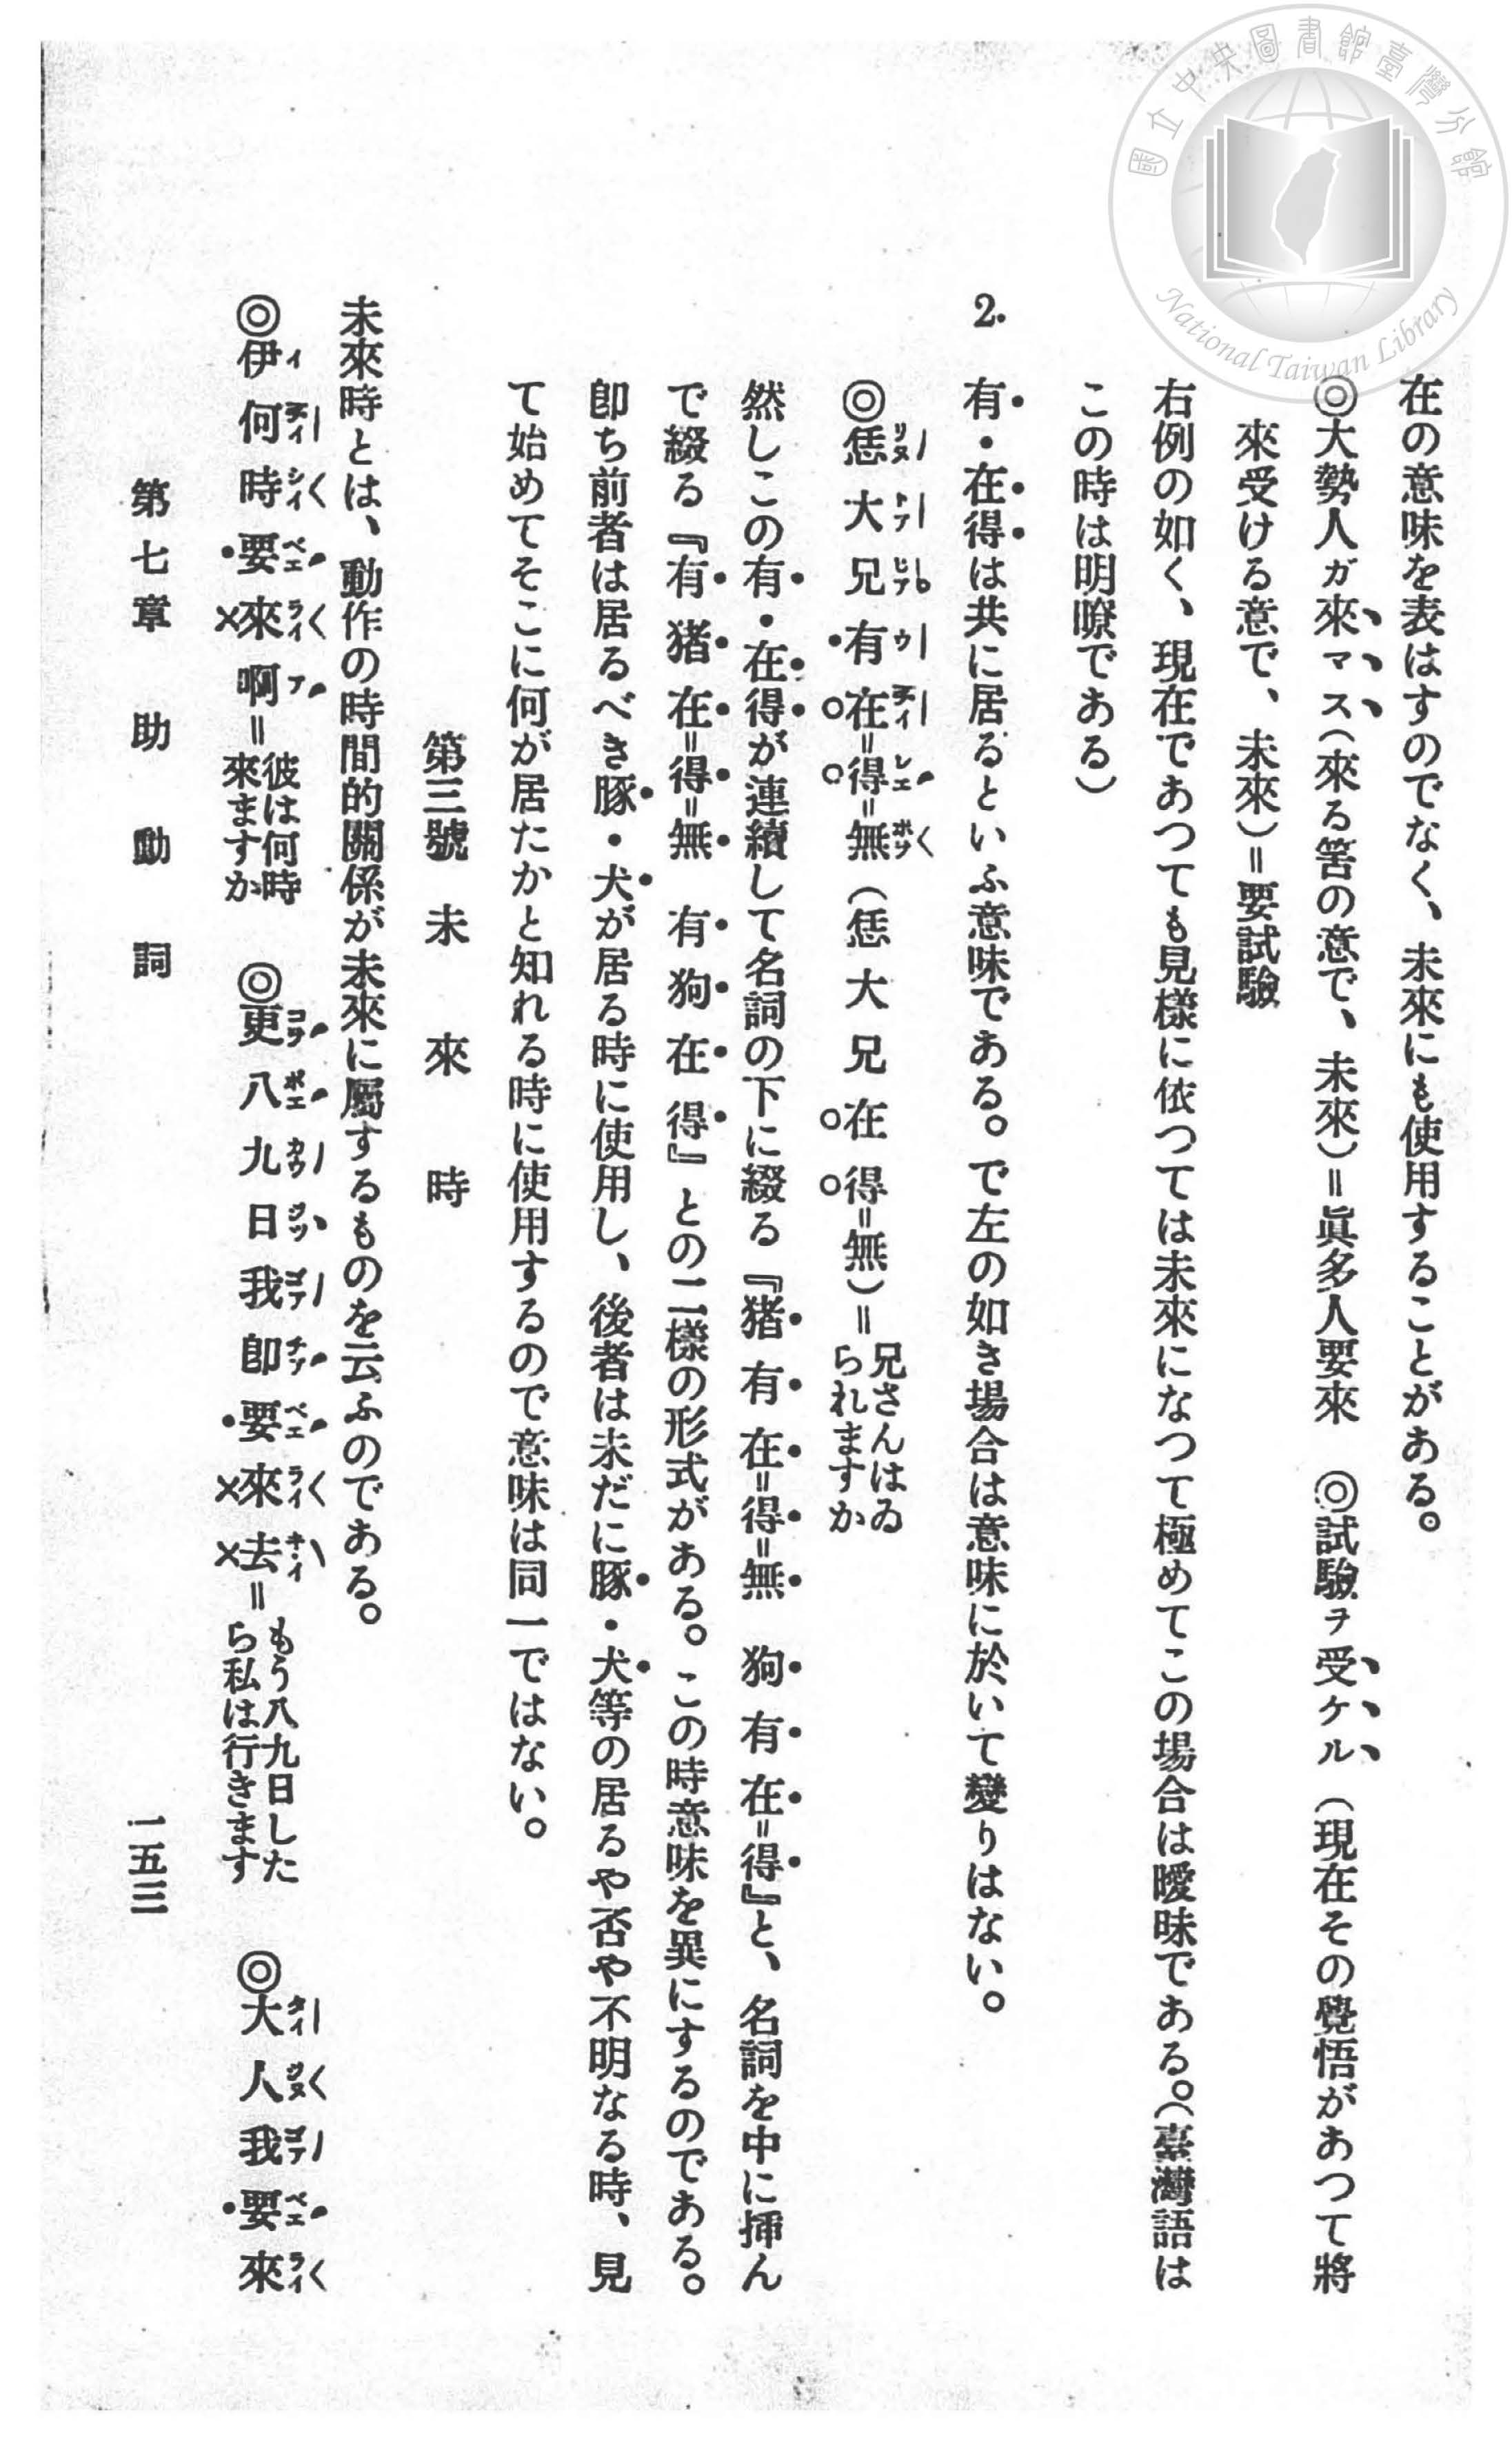 在の意味を表はすのでなく、未來にも使用することがある。
◎大勢人ガ來マス(來る筈の意で、未來)=眞多人要來　◎試驗ヲ受ケル(現在その覺悟があつて將
來受ける意で、未來)=要試驗
右例の如く、現在であつても見樣に依つては未來になつて極めてこの場合は曖昧である。(臺灣語は
この時は明瞭である)
2. 有・在得は共に居るといふ意味である。で左の如き場合は意味に於いて變りはない。
◎恁大兄有在=得=無(恁大兄在得=無)=兄さんはゐられますか
然しこの有・在得が連續して名詞の下に綴る『猪有在=得=無　狗有在=得』と、名詞を中に揷ん
で綴る『有猪在=得=無　有狗在得』との二樣の形式がある。この時意味を異にするのである。
卽ち前者は居るべき豚・犬が居る時に使用し、後者は未だに豚・犬等の居るや否や不明なる時、見
て始めてそこに何が居たかと知れる時に使用するので意味は同一ではない。
第三號　未來時
未來時とは、動作の時間的關係が未來に屬するものを云ふのである。
◎伊何時要來啊=彼は何時來ますか　◎更八九日我卽要來去=もう八九日したら私は行きます　◎大人我要來
第七章　助動詞
一五三
國立中央圖書館臺灣分館
National Taiwan Library